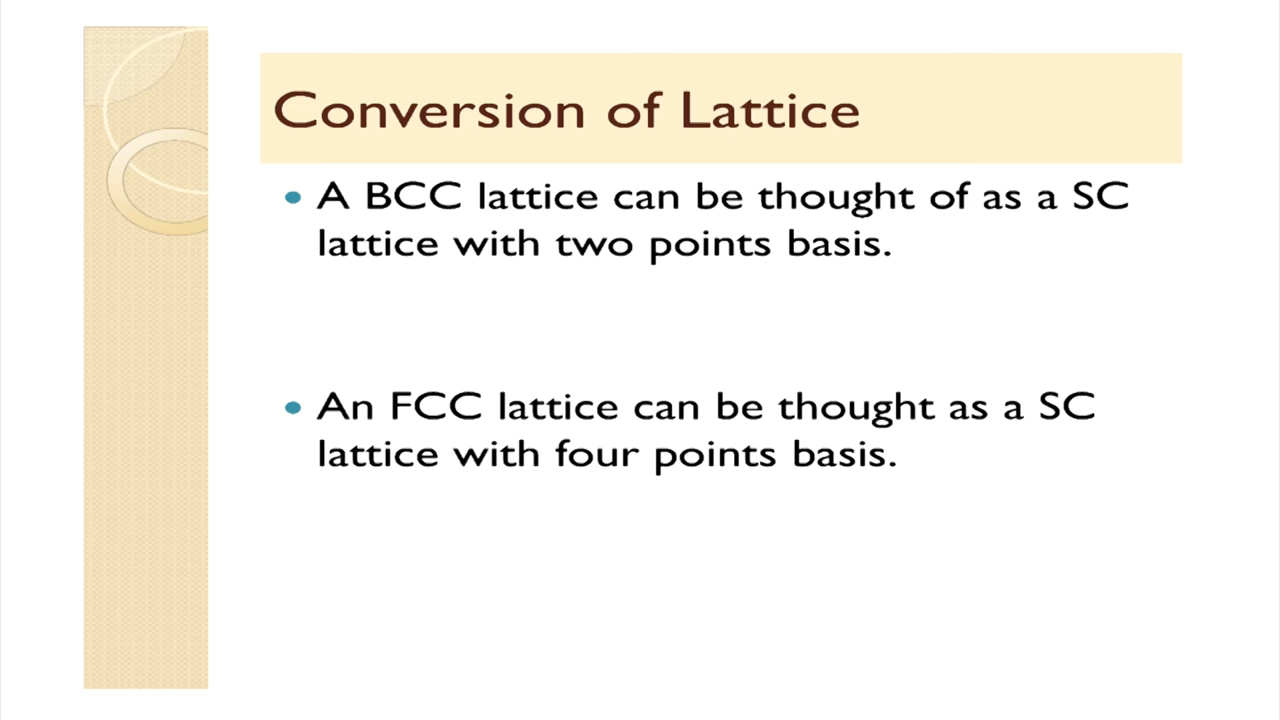 Conversion of Lattice
• A BCC lattice can be thought of as a SC
lattice with two points basis.
• An FCC lattice can be thought as a SC
lattice with four points basis.